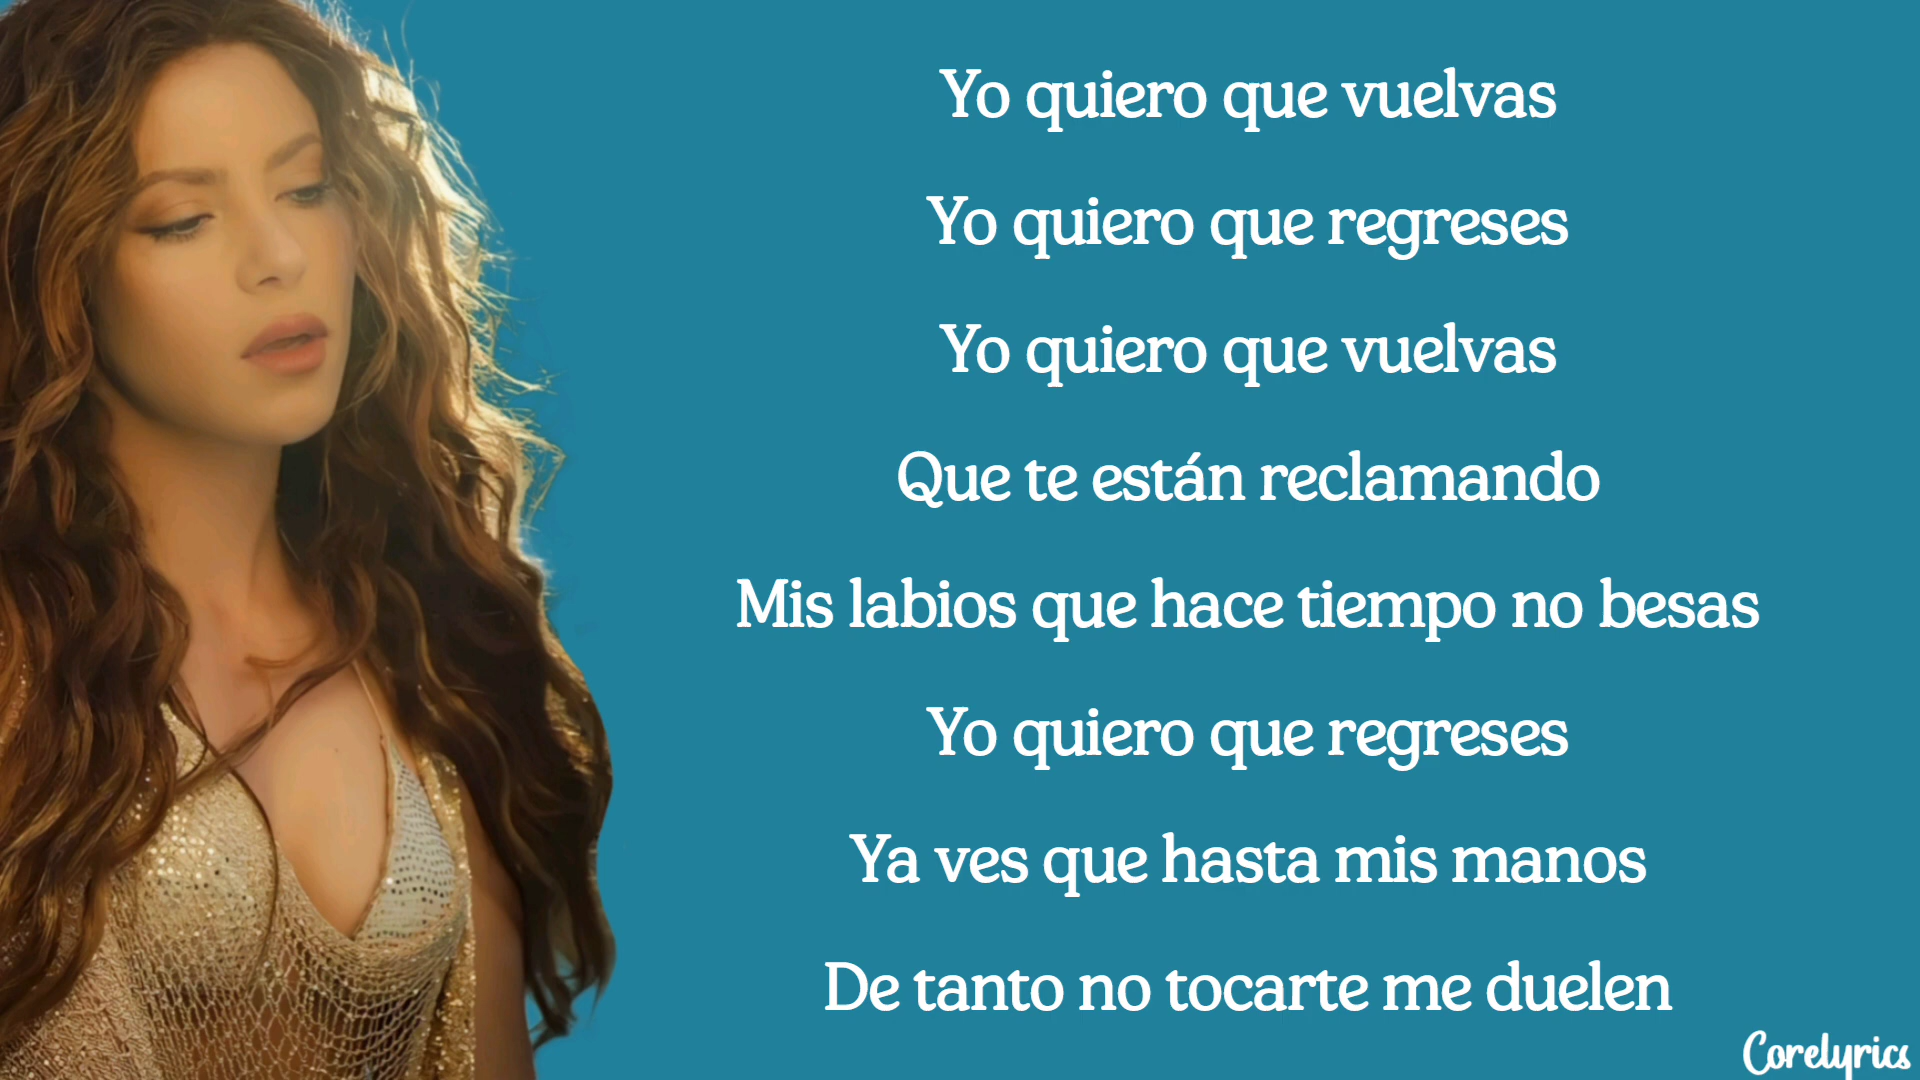 Yo quiero que vuelvas
Yo quiero que regreses
Yo quiero que vuelvas
Que te están reclamando
Mis labios que hace tiempo no besas
Yo quiero que regreses
Ya ves que hasta mis manos
De tanto no tocarte me duelen
Corelyrics